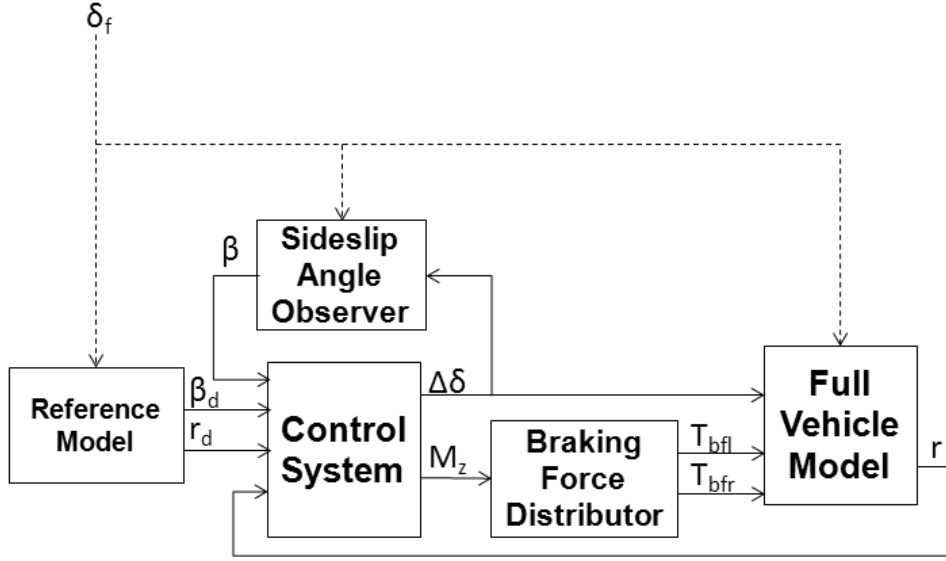 δf
Sideslip
Angle
Observer
β
Reference
Model
βd
rd
Control
System
Δδ
Mz
Braking
Force
Distributor
Tbfl
Tbfr
Full
Vehicle
Model
r